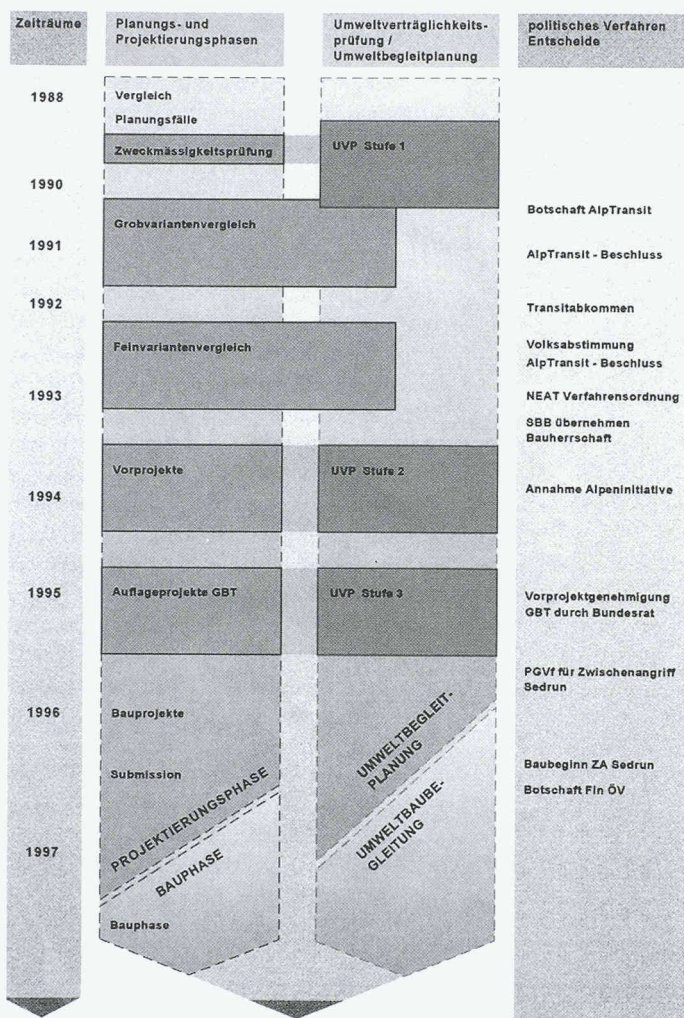 Zeiträume
Planungs- und
Projektierungsphasen
Umweltverträglichkeits-
prüfung /
Umweltbegleitplanung
politisches Verfahren
Entscheide
1988
Vergleich
Planungsfälle
Zweckmässigkeitsprüfung
UVP Stufe 1
1990
Botschaft AlpTransit
Grobvariantenvergleich
1991
AlpTransit - Beschluss
1992
Transitabkommen
Feinvariantenvergleich
Volksabstimmung
AlpTransit - Beschluss
1993
NEAT Verfahrensordnung
SBB übernehmen
Bauherrschaft
Vorprojekte
UVP Stufe 2
1994
Annahme Alpeninitiative
1995
Auflageprojekte GBT
UVP Stufe 3
Vorprojektgenehmigung
GBT durch Bundesrat
PGVf für Zwischenangriff
Sedrun
1996
Bauprojekte
UMWELTBEGLEIT-
PLANUNG
Submission
PROJEKTIERUNGSPHASE
UMWELTBAUBE-
GLEITUNG
Baubeginn ZA Sedrun
Botschaft Fin ÖV
1997
BAUPHASE
Bauphase